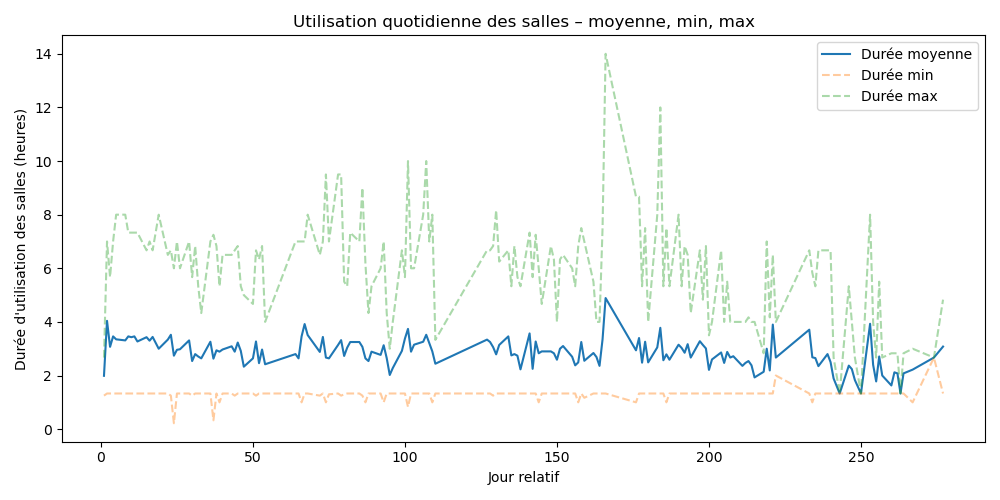 Utilisation quotidienne des salles – moyenne, min, max
Durée d'utilisation des salles (heures)
14
12
10
8
6
4
2
0
Durée moyenne
Durée min
Durée max
0 50 100 150 200 250
Jour relatif